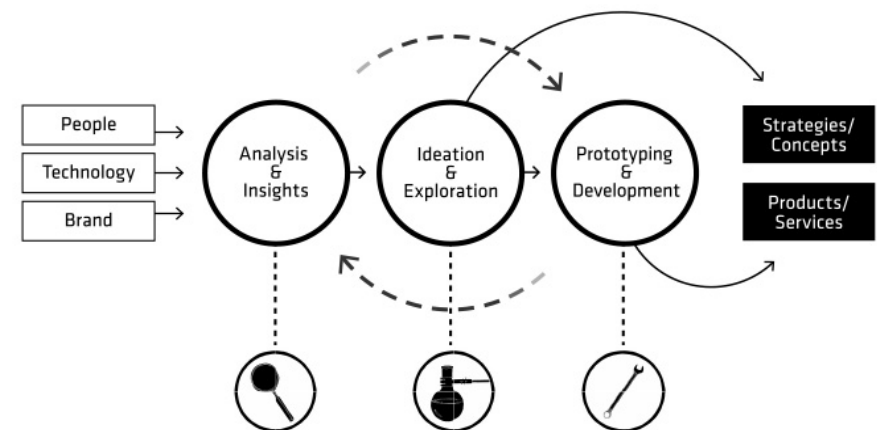 People
Technology
Brand
Analysis
&
Insights
Ideation
&
Exploration
Prototyping
&
Development
Strategies/
Concepts
Products/
Services